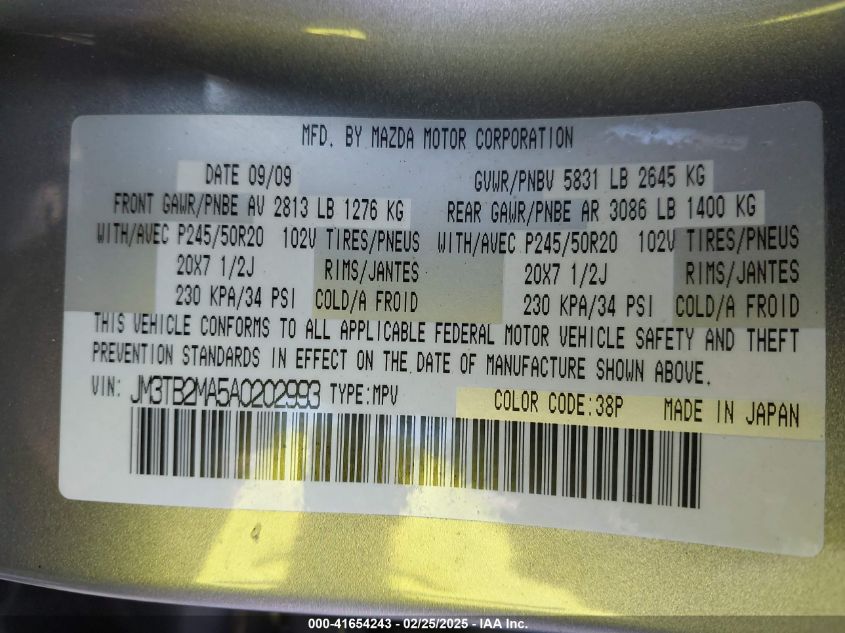 MFD. BY MAZDA MOTOR CORPORATION
DATE 09/09 GVWR/PNBV 5831 LB 2645 KG
FRONT GAWR/PNBE AV 2813 LB 1276 KG REAR GAWR/PNBE AR 3086 LB 1400 KG
WITH/AVEC P245/50R20 102V TIRES/PNEUS WITH/AVEC P245/50R20 102V TIRES/PNEUS
20X7 1/2J RIMS/JANTES 20X7 1/2J RIMS/JANTES
230 KPA/34 PSI COLD/A FROID 230 KPA/34 PSI COLD/A FROID
THIS VEHICLE CONFORMS TO ALL APPLICABLE FEDERAL MOTOR VEHICLE SAFETY AND THEFT
PREVENTION STANDARDS IN EFFECT ON THE DATE OF MANUFACTURE SHOWN ABOVE.
VIN: JM3TB2MA5A0202993 TYPE:MPV COLOR CODE:38P MADE IN JAPAN
000-41654243 - 02/25/2025 - IAA Inc.